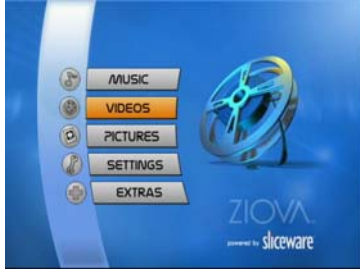 MUSIC
VIDEOS
PICTURES
SETTINGS
EXTRAS
ZIOVA
powered by sliceware